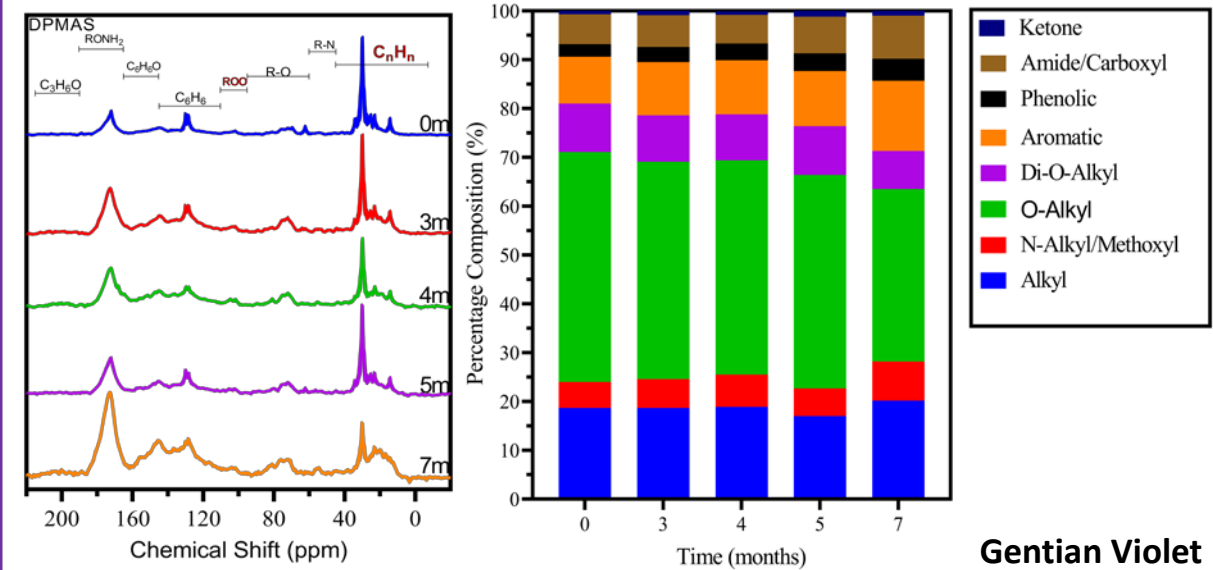 DPMAS
RONH₂
R-N
CₙHₙ
C₆H₆O
ROO
R-O
C₃H₆O
C₆H₆
0m
3m
4m
5m
7m
200 160 120 80 40 0
Chemical Shift (ppm)
Percentage Composition (%)
100
90
80
70
60
50
40
30
20
10
0
0 3 4 5 7
Time (months)
Ketone
Amide/Carboxyl
Phenolic
Aromatic
Di-O-Alkyl
O-Alkyl
N-Alkyl/Methoxyl
Alkyl
Gentian Violet